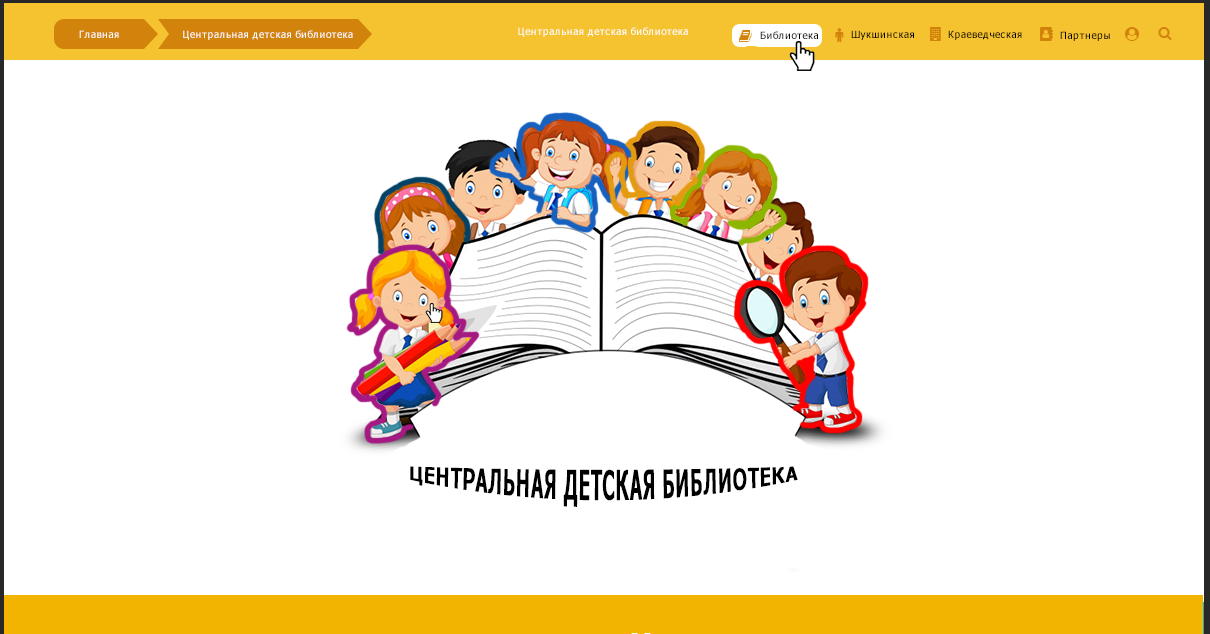 Главная
Центральная детская библиотека
Центральная детская библиотека
Библиотека
Шукшинская
Краеведческая
Партнеры
ЦЕНТРАЛЬНАЯ ДЕТСКАЯ БИБЛИОТЕКА